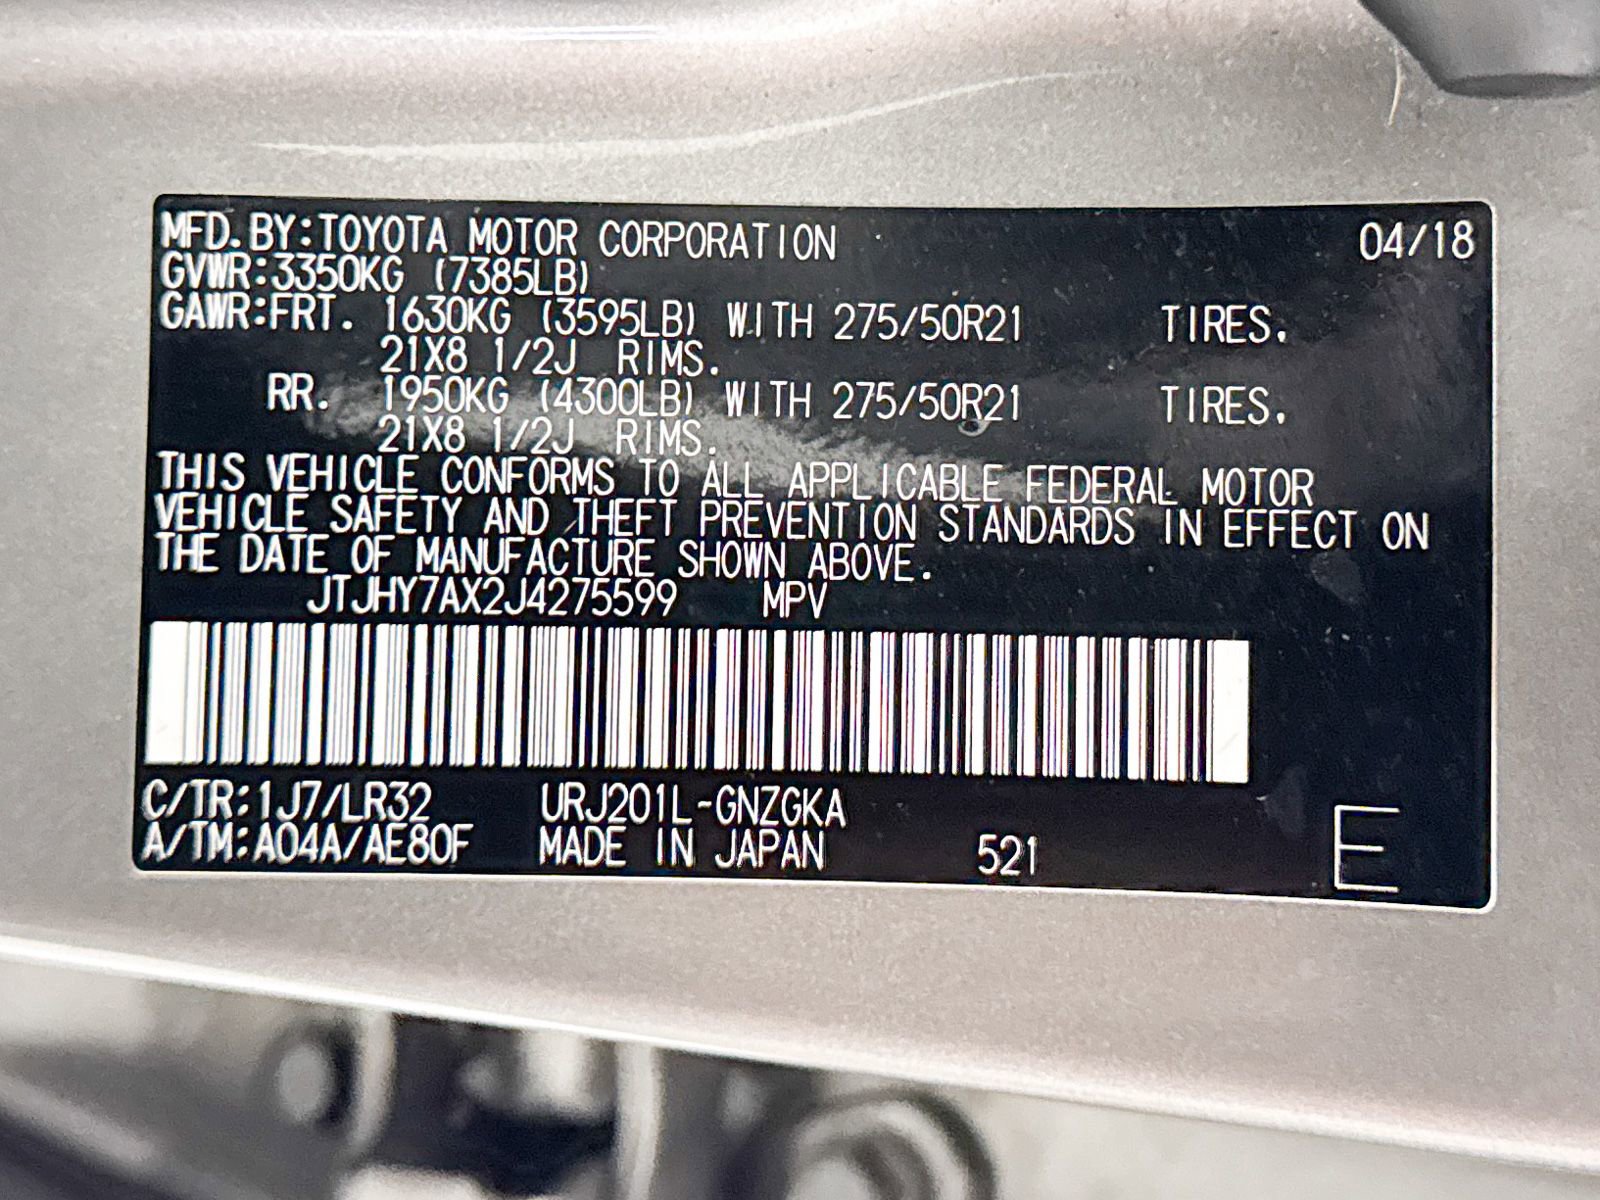 MFD. BY:TOYOTA MOTOR CORPORATION 04/18
GVWR:3350KG (7385LB)
GAWR:FRT. 1630KG (3595LB) WITH 275/50R21 TIRES.
21X8 1/2J RIMS.
RR. 1950KG (4300LB) WITH 275/50R21 TIRES.
21X8 1/2J RIMS.
THIS VEHICLE CONFORMS TO ALL APPLICABLE FEDERAL MOTOR
VEHICLE SAFETY AND THEFT PREVENTION STANDARDS IN EFFECT ON
THE DATE OF MANUFACTURE SHOWN ABOVE.
JTJHY7AX2J4275599 MPV
C/TR:1J7/LR32 URJ201L-GNZGKA
A/TM:A04A/AE80F MADE IN JAPAN 521 E